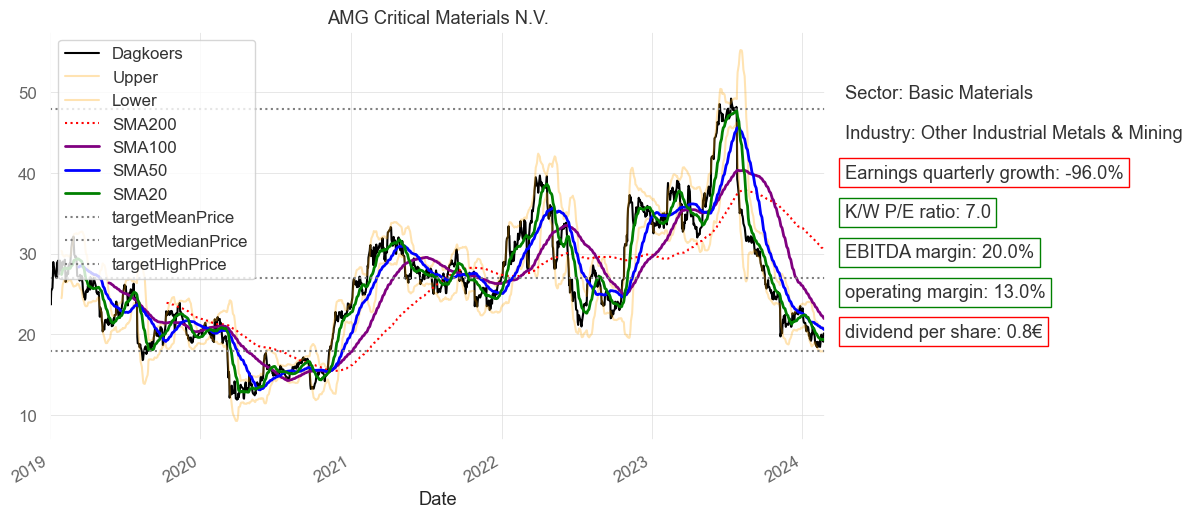 AMG Critical Materials N.V.
Dagkoers
Upper
Lower
SMA200
SMA100
SMA50
SMA20
targetMeanPrice
targetMedianPrice
targetHighPrice
50
40
30
20
10
2019
2020
2021
2022
2023
2024
Date
Sector: Basic Materials
Industry: Other Industrial Metals & Mining
Earnings quarterly growth: -96.0%
K/W P/E ratio: 7.0
EBITDA margin: 20.0%
operating margin: 13.0%
dividend per share: 0.8€